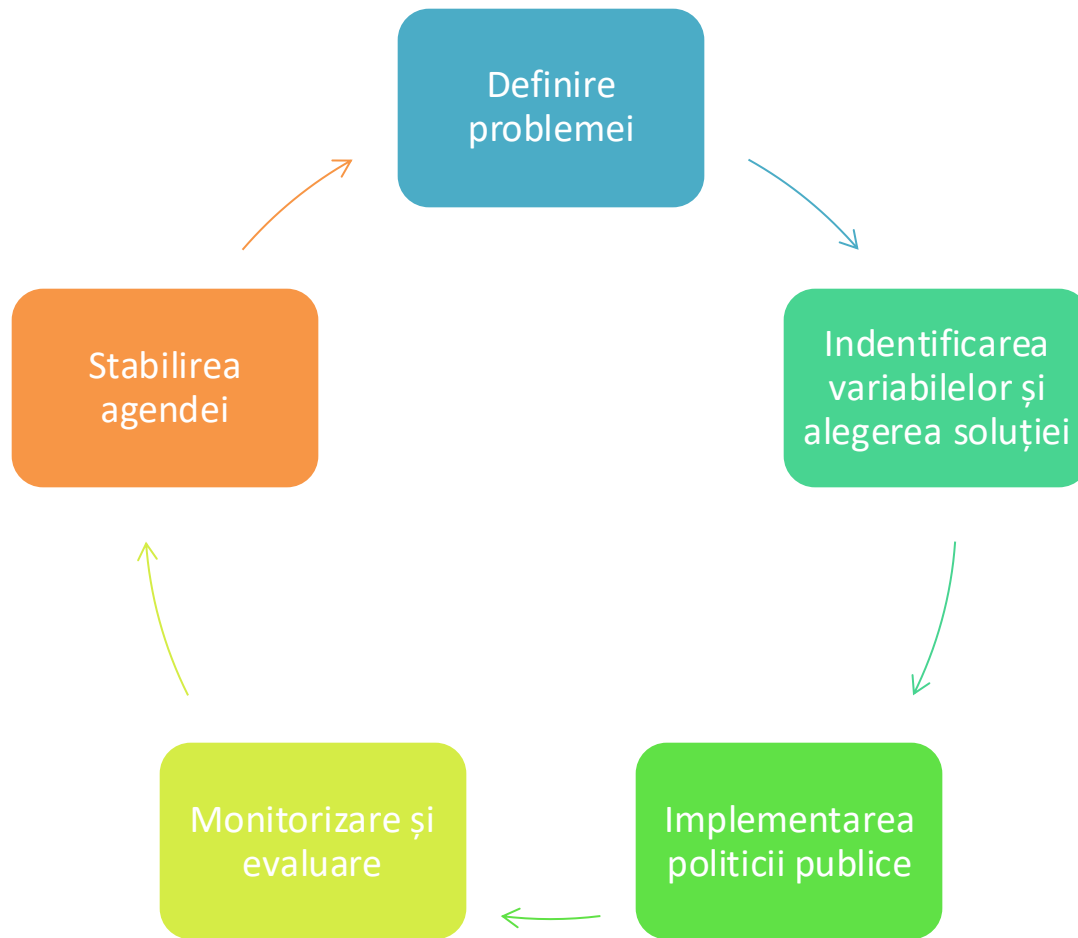 Definire
problemei
Indentificarea
variabilelor și
alegerea soluției
Implementarea
politicii publice
Monitorizare și
evaluare
Stabilirea
agendei